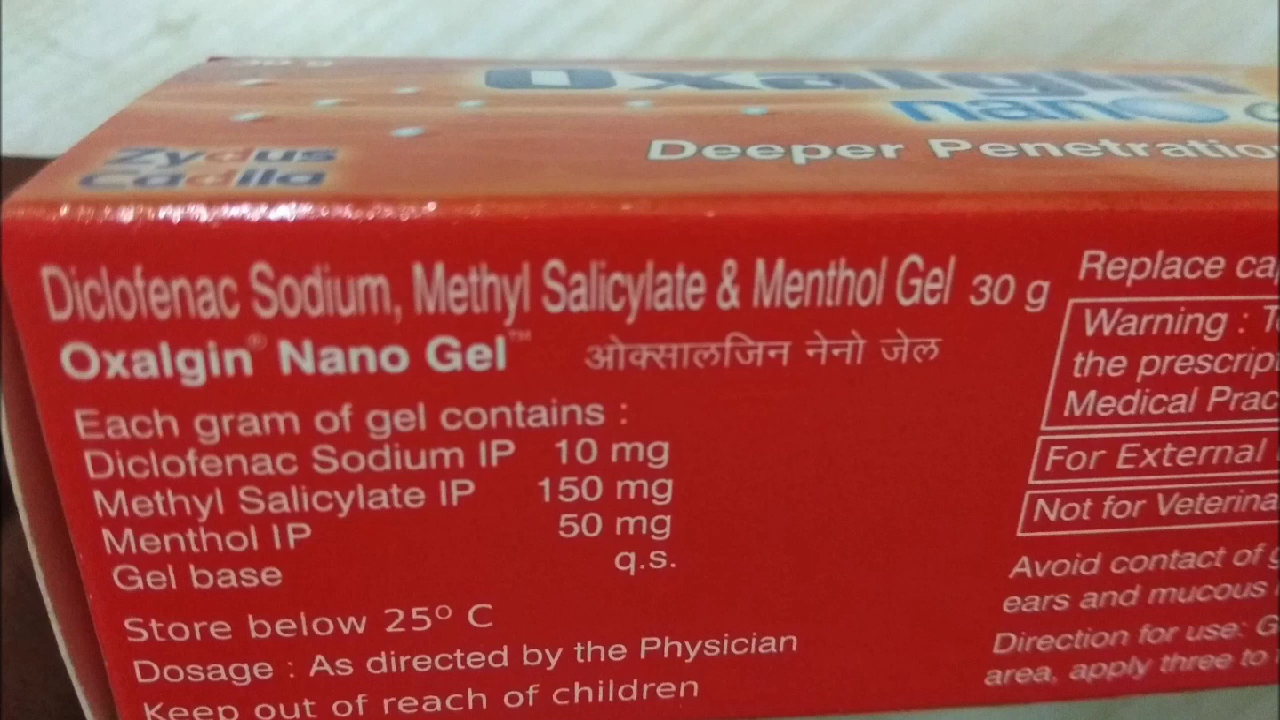 30 g
Oxalgin
nano
Deeper
Zydus
Cadila
Diclofenac Sodium, Methyl Salicylate & Menthol Gel 30 g
Oxalgin® Nano Gel™ ओक्सालजिन नेनो जेल
Each gram of gel contains :
Diclofenac Sodium IP 10 mg
Methyl Salicylate IP 150 mg
Menthol IP 50 mg
Gel base q.s.
Store below 25º C
Dosage : As directed by the Physician
Keep out of reach of children
Replace
Warning :
the
Medical
For External
Not for
Avoid contact of
ears and mucous
Direction for use:
area, apply three to